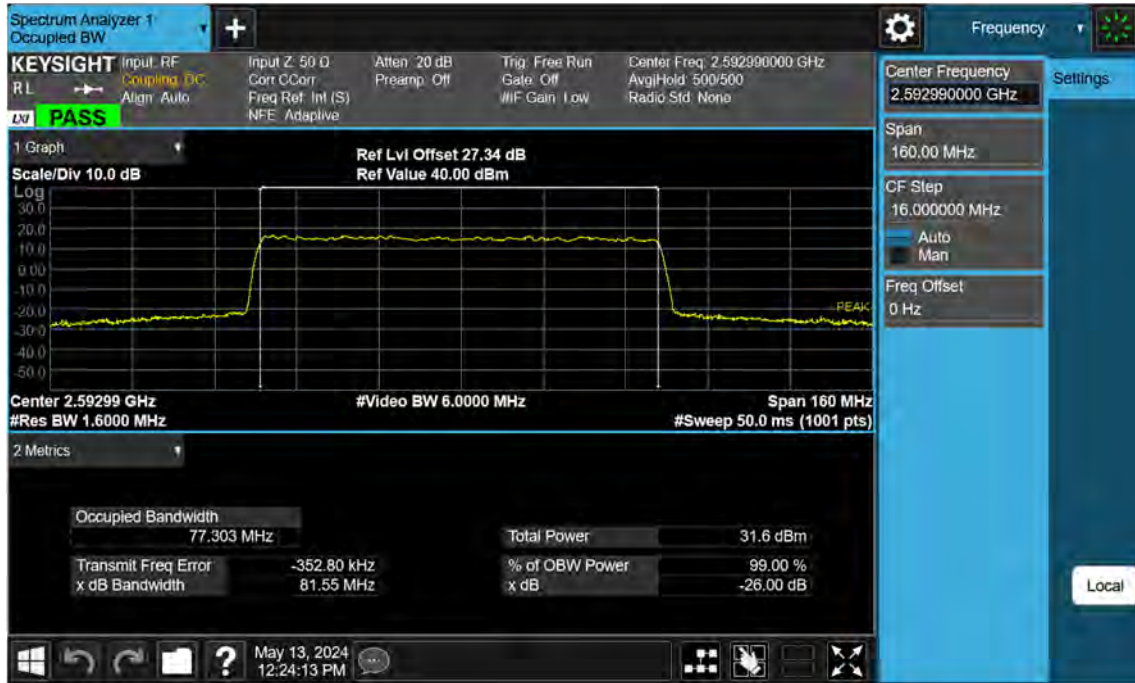 Spectrum Analyzer 1
Occupied BW
+
Frequency
KEYSIGHT
RL
LXI
PASS
Input: RF
Coupling: DC
Align: Auto
Input Z: 50 Ω
Corr CCorr
Freq Ref: Int (S)
NFE: Adaptive
Atten: 20 dB
Preamp: Off
Trig: Free Run
Gate: Off
#IF Gain: Low
Center Freq: 2.592990000 GHz
Avg|Hold: 500/500
Radio Std: None
1 Graph
Scale/Div 10.0 dB
Ref Lvl Offset 27.34 dB
Ref Value 40.00 dBm
Log
30.0
20.0
10.0
0.00
-10.0
-20.0
-30.0
-40.0
-50.0
PEAK
Center 2.59299 GHz
#Video BW 6.0000 MHz
Span 160 MHz
#Res BW 1.6000 MHz
#Sweep 50.0 ms (1001 pts)
2 Metrics
Occupied Bandwidth
77.303 MHz
Total Power 31.6 dBm
Transmit Freq Error -352.80 kHz
% of OBW Power 99.00 %
x dB Bandwidth 81.55 MHz
x dB -26.00 dB
Center Frequency
2.592990000 GHz
Settings
Span
160.00 MHz
CF Step
16.000000 MHz
Auto
Man
Freq Offset
0 Hz
Local
?
May 13, 2024
12:24:13 PM